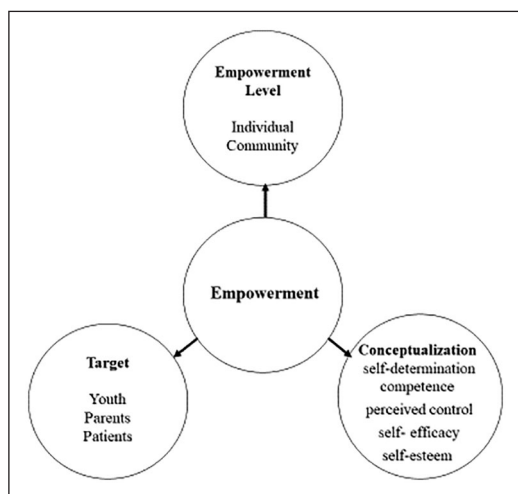 Empowerment
Level
Individual
Community
Empowerment
Target
Youth
Parents
Patients
Conceptualization
self-determination
competence
perceived control
self- efficacy
self-esteem